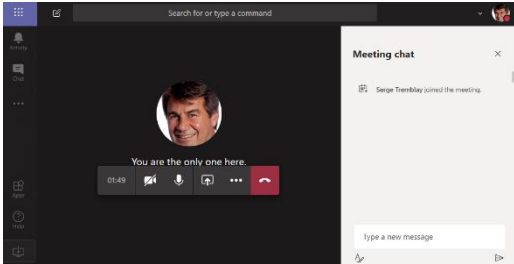 Search for or type a command
Activity
Chat
Apps
Help
You are the only one here.
01:49
Meeting chat
Serge Tremblay joined the meeting.
Type a new message